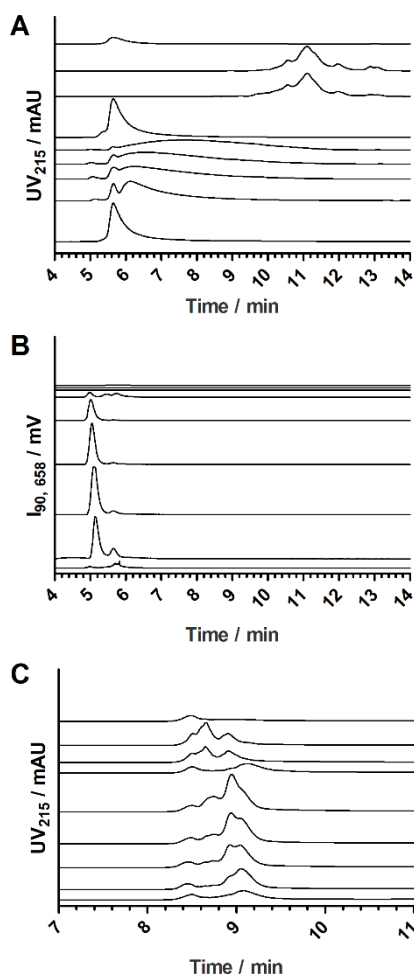 A
UV215 / mAU
4 5 6 7 8 9 10 11 12 13 14
Time / min
B
I90, 658 / mV
4 5 6 7 8 9 10 11 12 13 14
Time / min
C
UV215 / mAU
7 8 9 10 11
Time / min